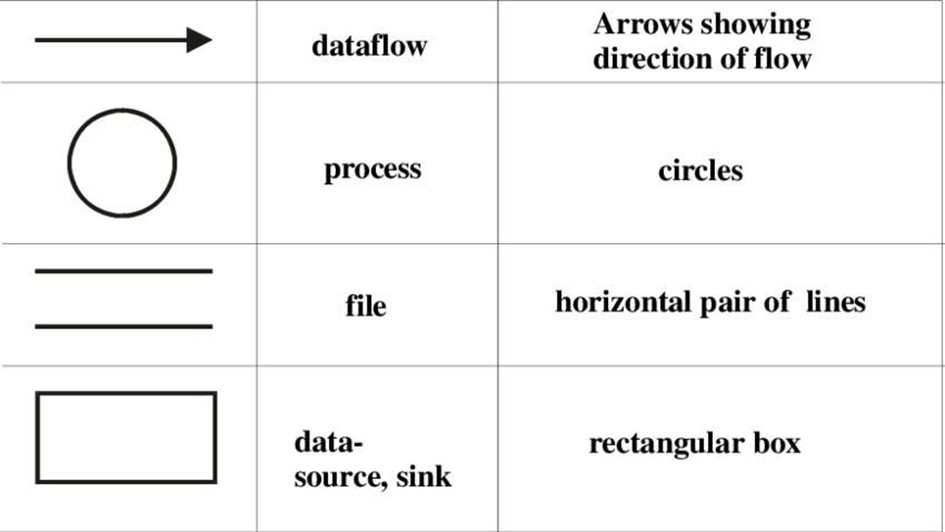 dataflow
Arrows showing
direction of flow
process
circles
file
horizontal pair of lines
data-
source, sink
rectangular box